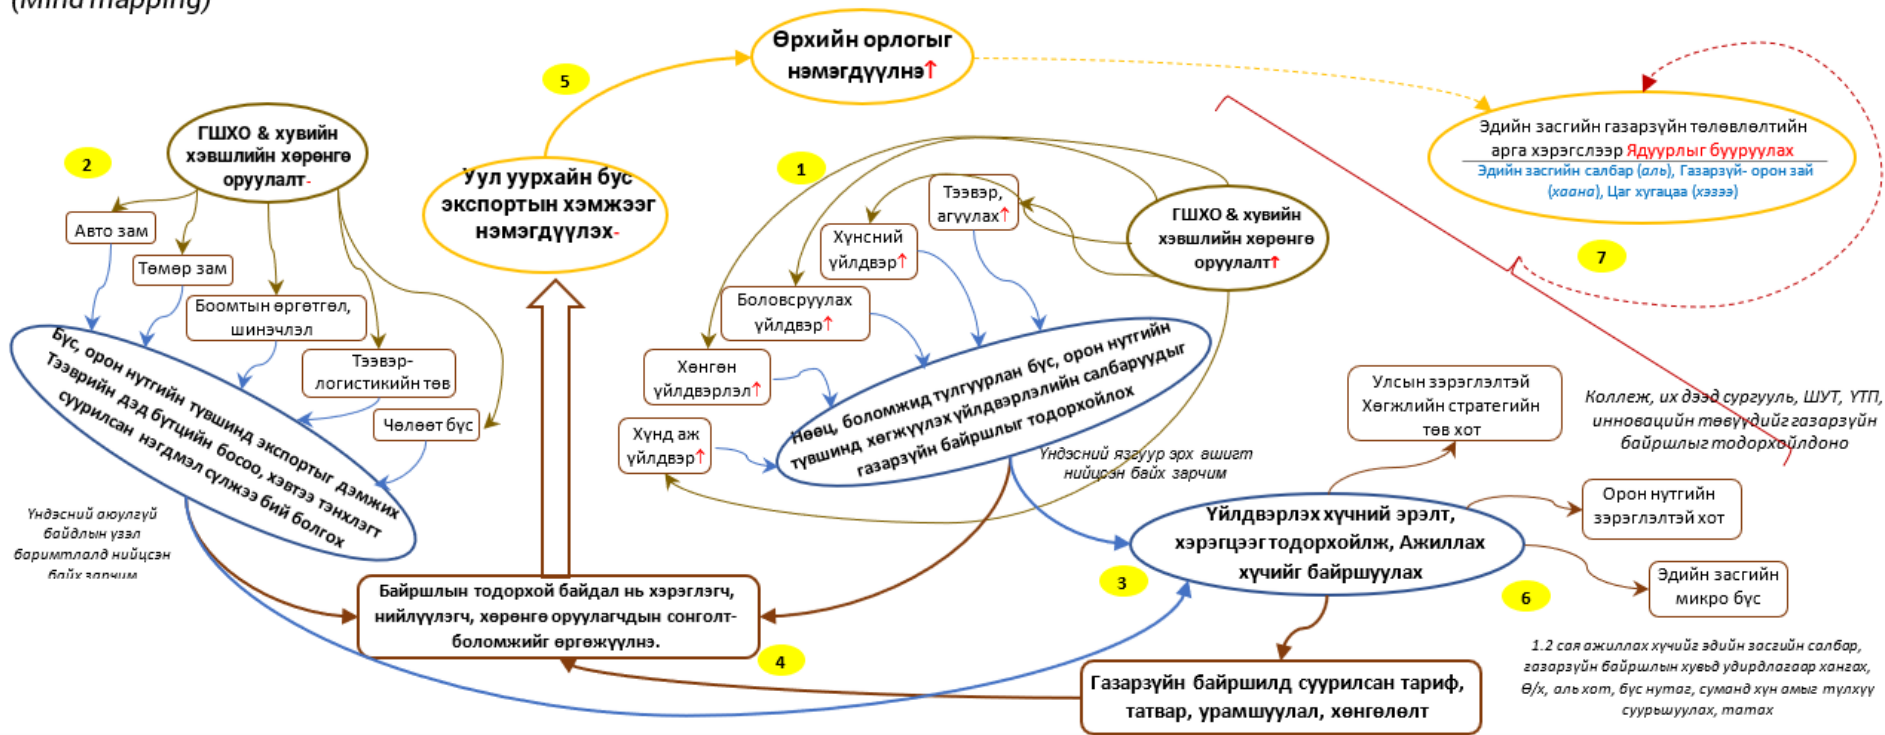 (Mind mapping)
5
Өрхийн орлогыг
нэмэгдүүлнэ↑
Эдийн засгийн газарзүйн төлөвлөлтийн
арга хэрэгслээр Ядуурлыг бууруулах
Эдийн засгийн салбар (аль), Газарзүй- орон зай
(хаана), Цаг хугацаа (хэзээ)
7
2
ГШХО & хувийн
хэвшлийн хөрөнгө
оруулалт-
Авто зам
Төмөр зам
Боомтын өргөтгөл,
шинэчлэл
Тээвэр-
логистикийн төв
Чөлөөт бүс
Бүс, орон нутгийн түвшинд экспортыг дэмжих
Тээврийн дэд бүтцийн босоо, хэвтээ тэнхлэгт
суурилсан нэгдмэл сүлжээ бий болгох
Үндэсний аюулгүй
байдлын үзэл
баримтлалд нийцсэн
байх зарчим
Уул уурхайн бус
экспортын хэмжээг
нэмэгдүүлэх-
1
Тээвэр,
агуулах↑
Хүнсний
үйлдвэр↑
Боловсруулах
үйлдвэр↑
Хөнгөн
үйлдвэрлэл↑
Хүнд аж
үйлдвэр↑
ГШХО & хувийн
хэвшлийн хөрөнгө
оруулалт↑
Нөөц, боломжид тулгуурлан бүс, орон нутгийн
түвшинд хөгжүүлэх үйлдвэрлэлийн салбаруудыг
газарзүйн байршлыг тодорхойлох
Үндэсний язгуур эрх ашигт
нийцсэн байх зарчим
Улсын зэрэглэлтэй
Хөгжлийн стратегийн
төв хот
Коллеж, их дээд сургууль, ШУТ, ҮТП,
инновацийн төвүүдийг газарзүйн
байршлыг тодорхойлдоно
Орон нутгийн
зэрэглэлтэй хот
Үйлдвэрлэх хүчний эрэлт,
хэрэгцээг тодорхойлж, Ажиллах
хүчийг байршуулах
3
6
Эдийн засгийн
микро бүс
Байршлын тодорхой байдал нь хэрэглэгч,
нийлүүлэгч, хөрөнгө оруулагчдын сонголт-
боломжийг өргөжүүлнэ.
4
Газарзүйн байршилд суурилсан тариф,
татвар, урамшуулал, хөнгөлөлт
1.2 сая ажиллах хүчийг эдийн засгийн салбар,
газарзүйн байршлын хувьд удирдлагаар хангах,
Ө/х, аль хот, бүс нутаг, суманд хүн амыг түлхүү
суурьшуулах, татах